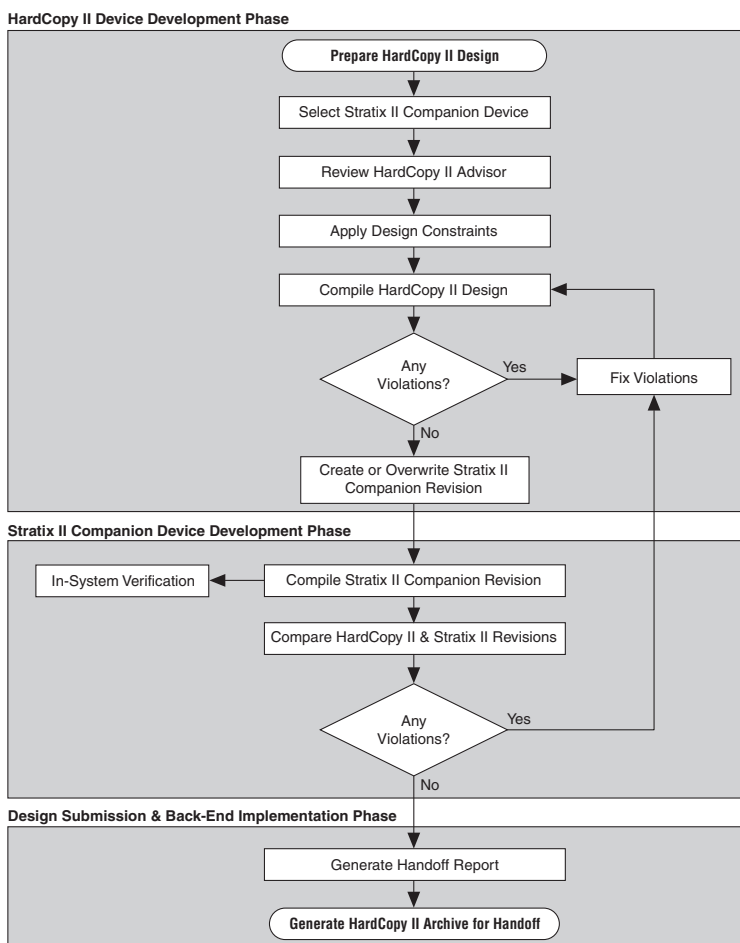 HardCopy II Device Development Phase
Prepare HardCopy II Design
Select Stratix II Companion Device
Review HardCopy II Advisor
Apply Design Constraints
Compile HardCopy II Design
Any
Violations?
Yes
Fix Violations
No
Create or Overwrite Stratix II
Companion Revision
Stratix II Companion Device Development Phase
In-System Verification
Compile Stratix II Companion Revision
Compare HardCopy II & Stratix II Revisions
Any
Violations?
Yes
No
Design Submission & Back-End Implementation Phase
Generate Handoff Report
Generate HardCopy II Archive for Handoff